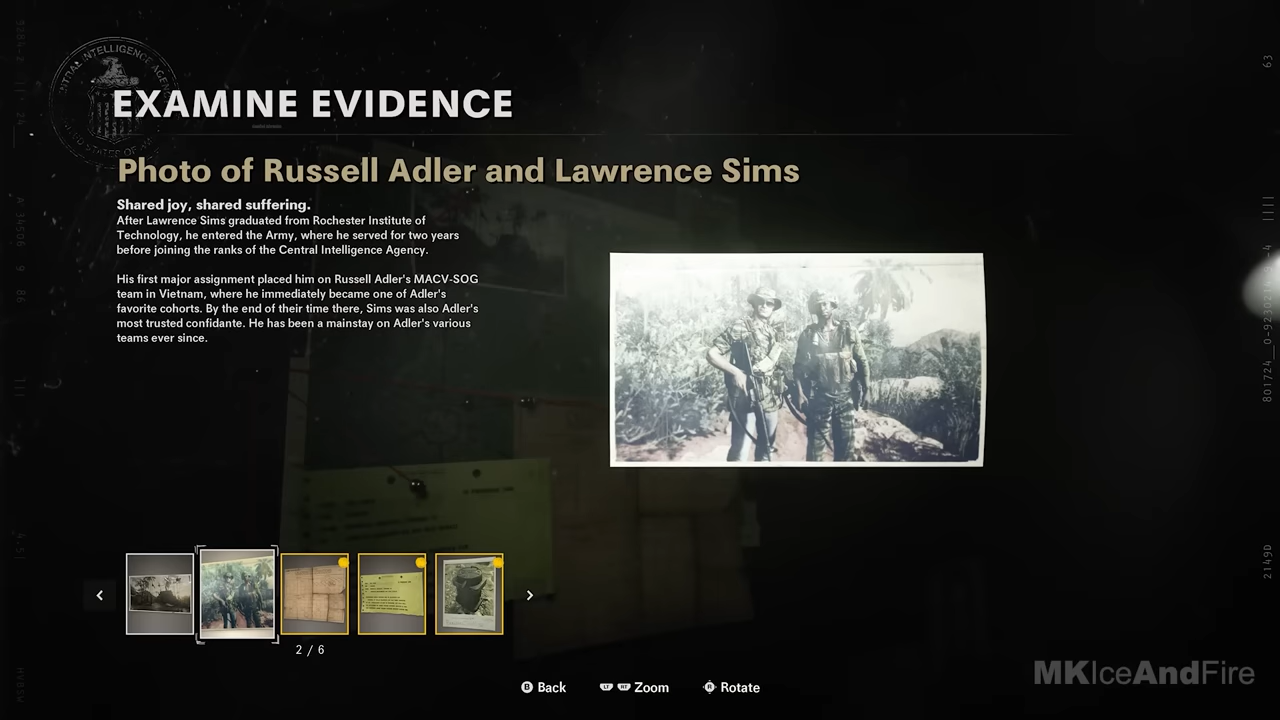 EXAMINE EVIDENCE
Photo of Russell Adler and Lawrence Sims
Shared joy, shared suffering.
After Lawrence Sims graduated from Rochester Institute of
Technology, he entered the Army, where he served for two years
before joining the ranks of the Central Intelligence Agency.
His first major assignment placed him on Russell Adler's MACV-SOG
team in Vietnam, where he immediately became one of Adler's
favorite cohorts. By the end of their time there, Sims was also Adler's
most trusted confidante. He has been a mainstay on Adler's various
teams ever since.
2 / 6
B Back
LT RT Zoom
R Rotate
MKIceAndFire
63
2149D